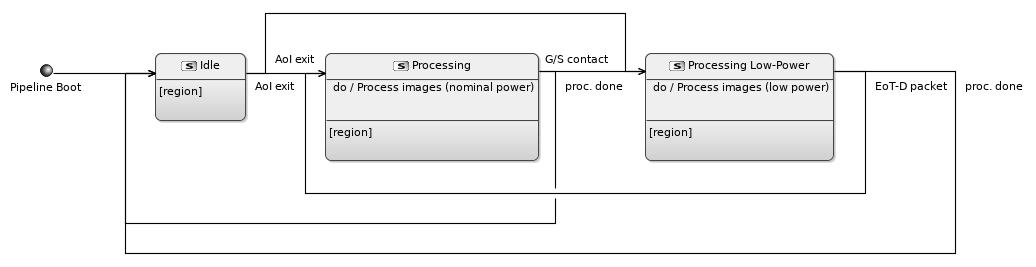 Pipeline Boot
S Idle
[region]
AoI exit
AoI exit
S Processing
do / Process images (nominal power)
[region]
G/S contact
proc. done
S Processing Low-Power
do / Process images (low power)
[region]
EoT-D packet
proc. done